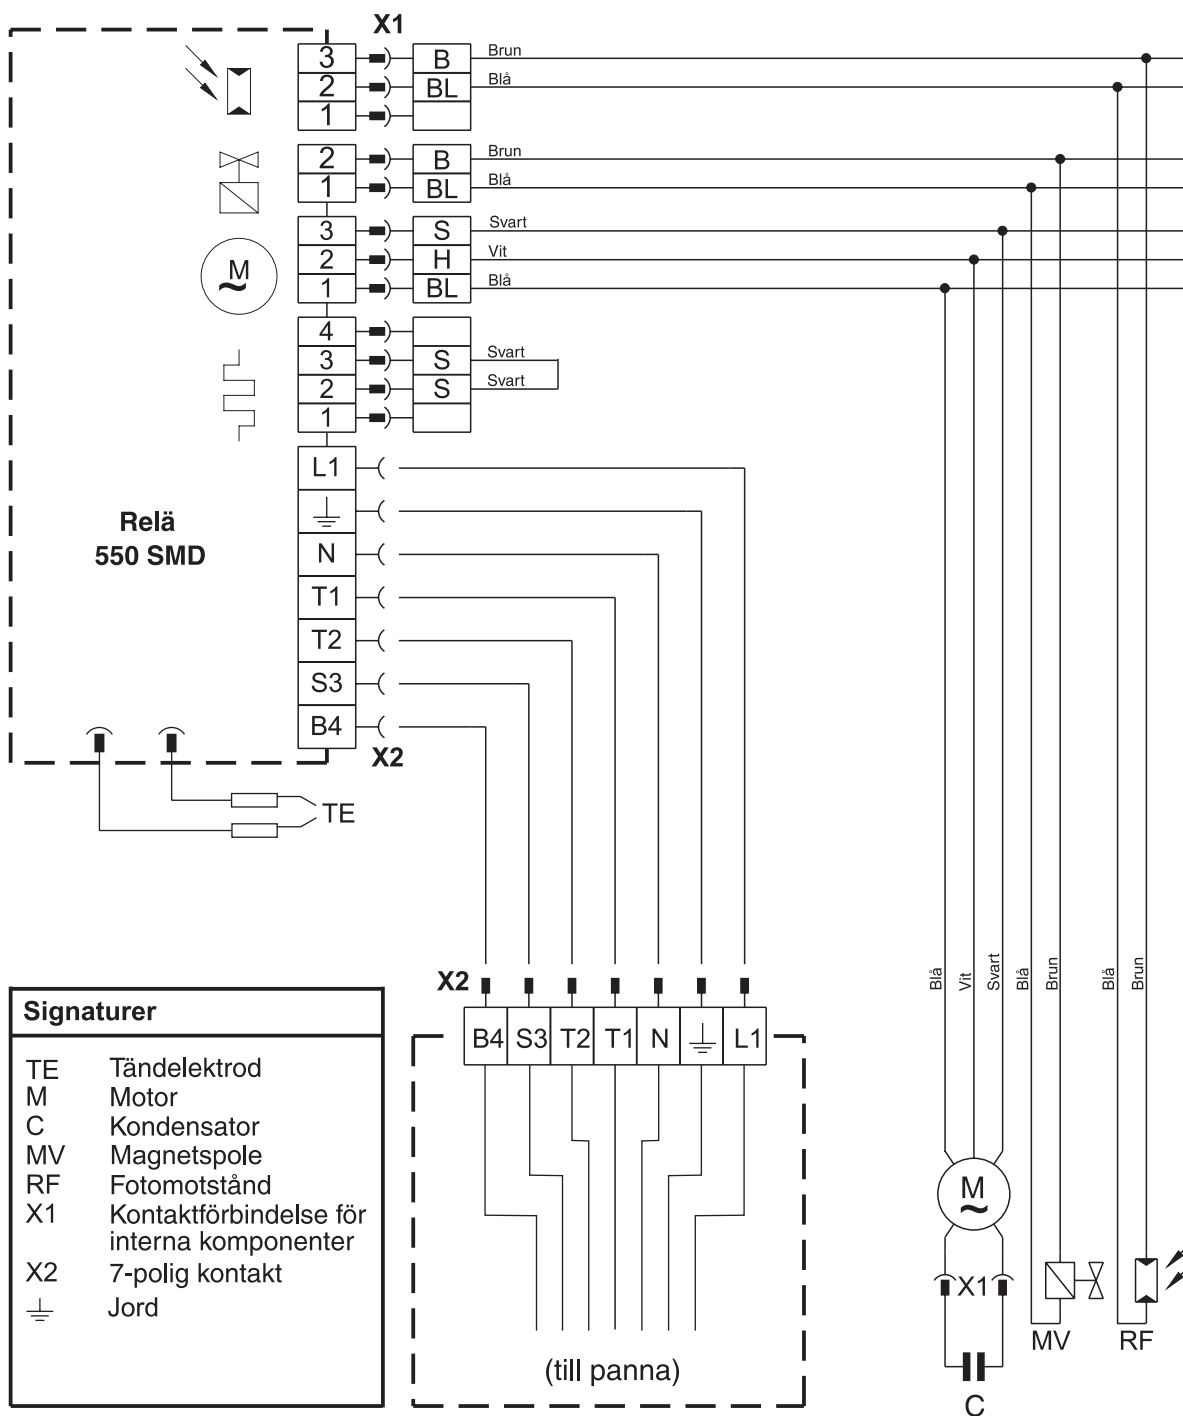 X1
3 B Brun
2 BL Blå
1
2 B Brun
1 BL Blå
3 S Svart
2 H Vit
1 BL Blå
M
~
4
3 S Svart
2 S Svart
1
L1
Relä
550 SMD
N
T1
T2
S3
B4
X2
TE
Blå Vit Svart Blå Brun Blå Brun
X2
B4 S3 T2 T1 N L1
Signaturer
TE Tändelektrod
M Motor
C Kondensator
MV Magnetspole
RF Fotomotstånd
X1 Kontaktförbindelse för
interna komponenter
X2 7-polig kontakt
Jord
(till panna)
M
~
X1
MV
RF
C